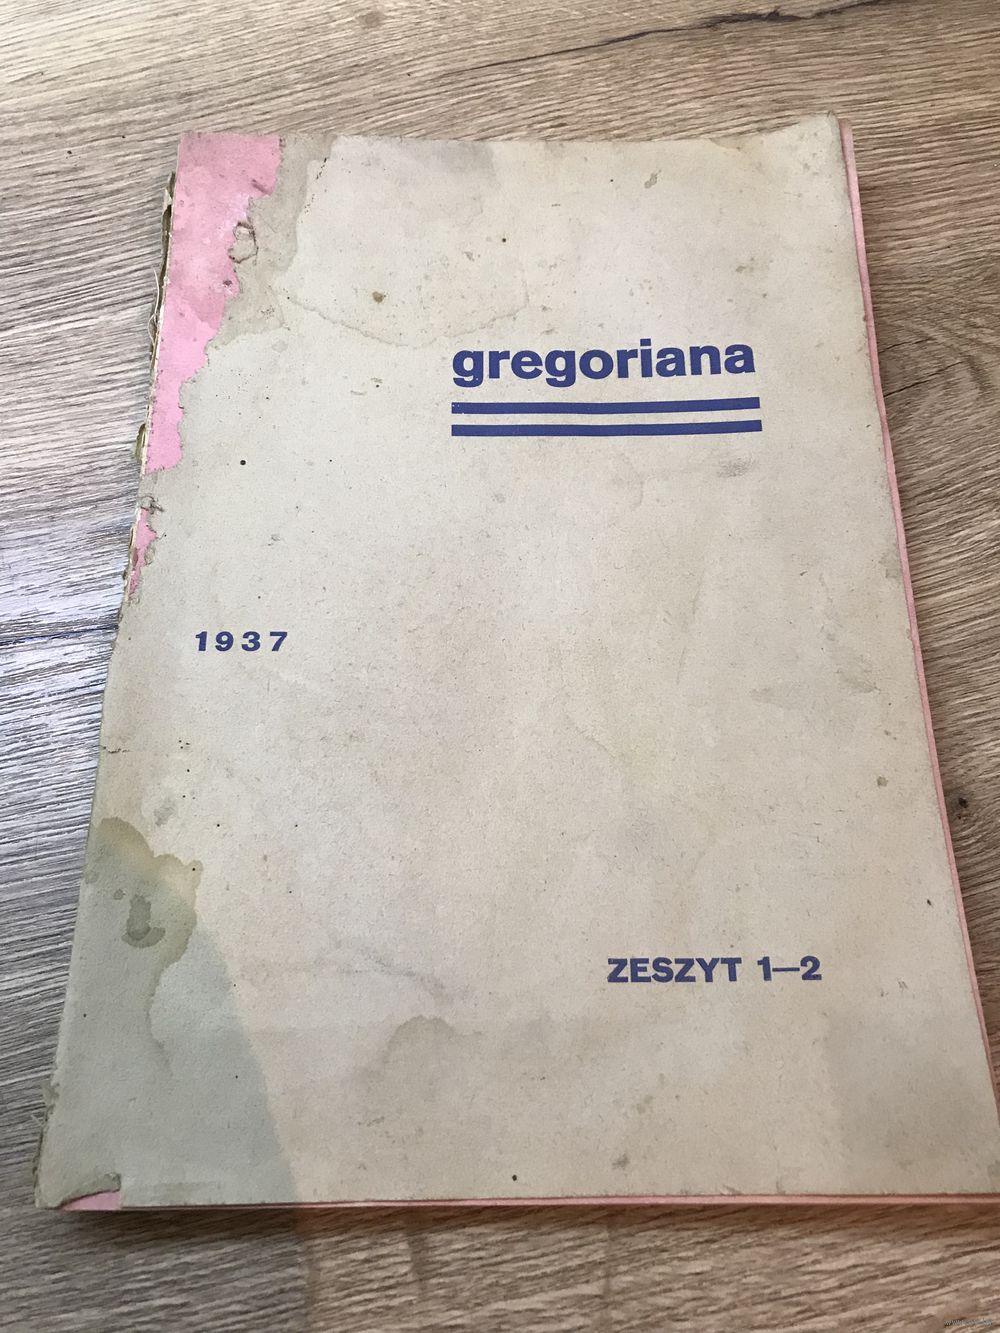 gregoriana
1937
ZESZYT 1—2